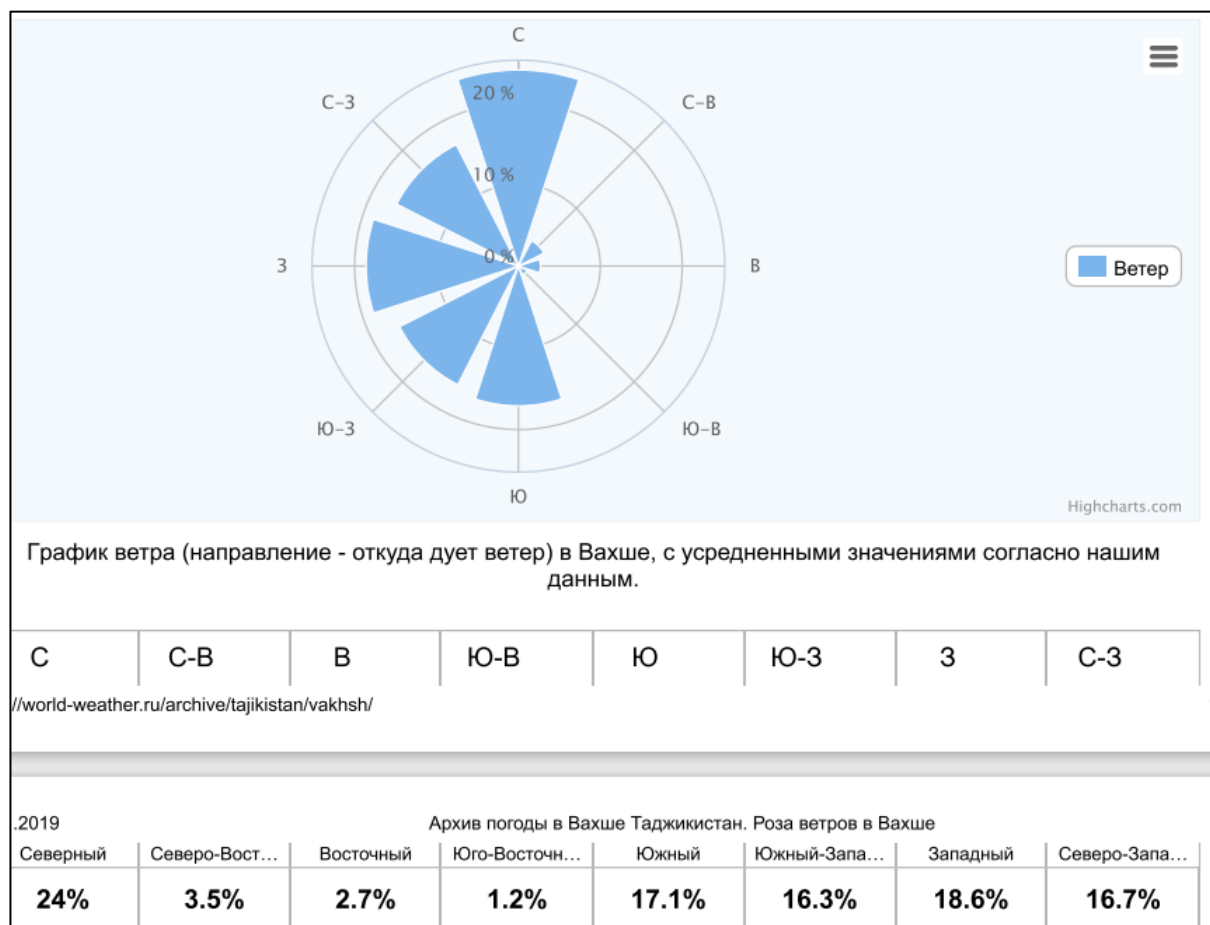 С
С-З
20 %
С-В
10 %
З
0 %
В
Ветер
Ю-З
Ю-В
Ю
Highcharts.com
График ветра (направление - откуда дует ветер) в Вахше, с усредненными значениями согласно нашим
данным.
С С-В В Ю-В Ю Ю-З З С-З
//world-weather.ru/archive/tajikistan/vakhsh/
.2019 Архив погоды в Вахше Таджикистан. Роза ветров в Вахше
Северный Северо-Вост... Восточный Юго-Восточн... Южный Южный-Запа... Западный Северо-Запа...
24% 3.5% 2.7% 1.2% 17.1% 16.3% 18.6% 16.7%